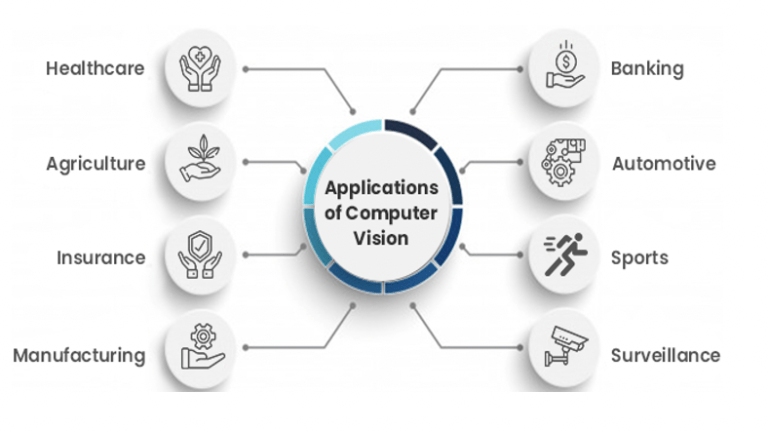 Healthcare
Banking
Agriculture
Automotive
Applications
of Computer
Vision
Insurance
Sports
Manufacturing
Surveillance